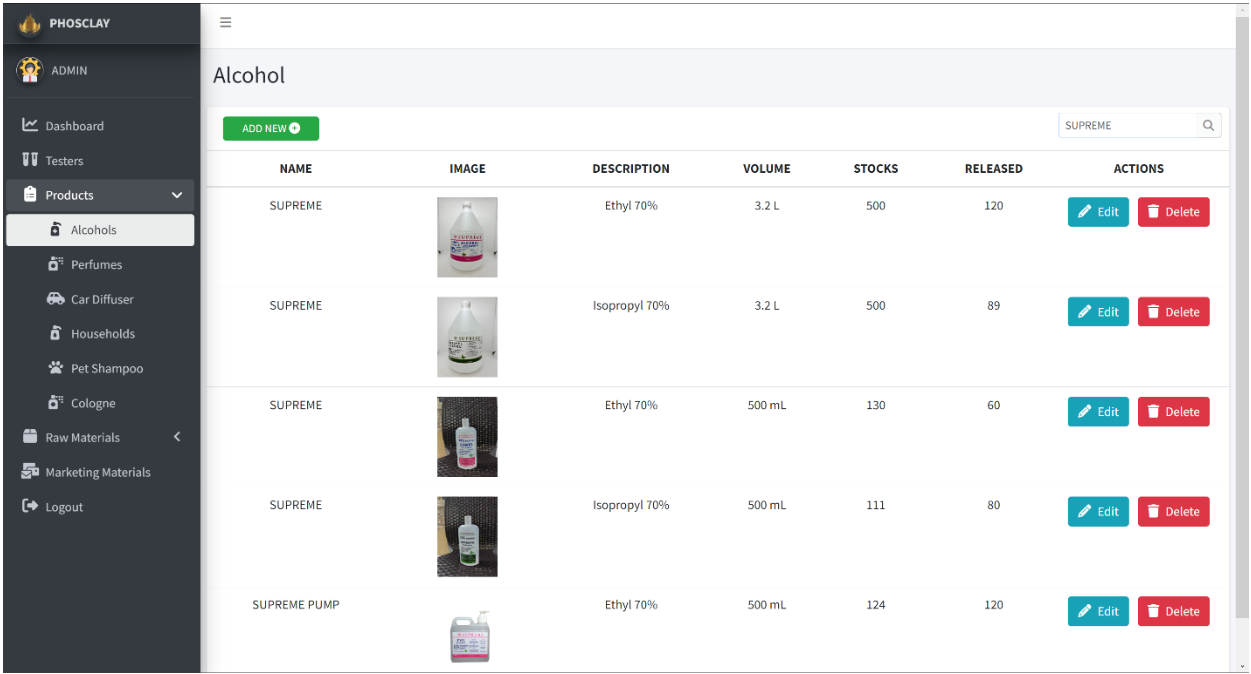 PHOSCLAY
ADMIN
Dashboard
Testers
Products
Alcohols
Perfumes
Car Diffuser
Households
Pet Shampoo
Cologne
Raw Materials
Marketing Materials
Logout
Alcohol
ADD NEW
SUPREME
NAME IMAGE DESCRIPTION VOLUME STOCKS RELEASED ACTIONS
SUPREME Ethyl 70% 3.2 L 500 120 Edit Delete
SUPREME Isopropyl 70% 3.2 L 500 89 Edit Delete
SUPREME Ethyl 70% 500 mL 130 60 Edit Delete
SUPREME Isopropyl 70% 500 mL 111 80 Edit Delete
SUPREME PUMP Ethyl 70% 500 mL 124 120 Edit Delete